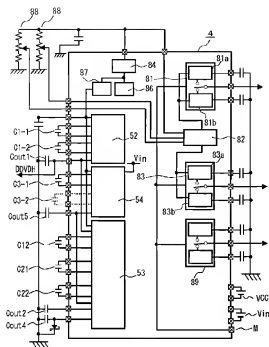 88
88
4
81a
84
87
81
86
81b
82
C1-1
52
C1-2
Cout1
Vin
83a
DDVDH
C3-1
54
83
C3-2
83b
Cout5
C12
53
89
C21
C22
VCC
Cout2
Vin
Cout4
M